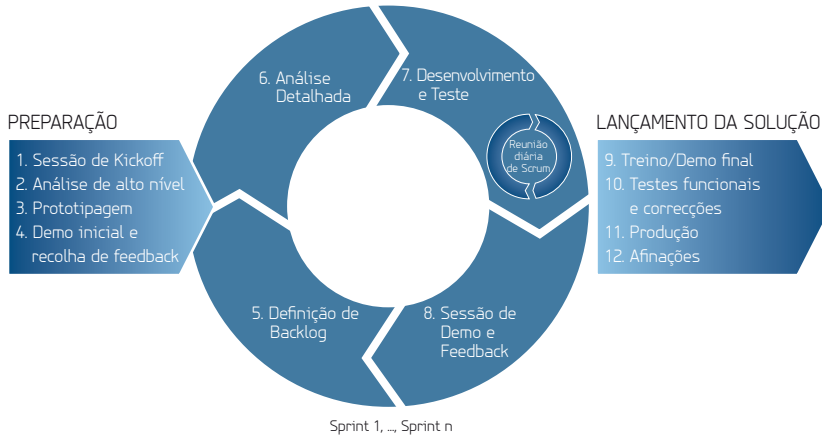 PREPARAÇÃO
1. Sessão de Kickoff
2. Análise de alto nível
3. Prototipagem
4. Demo inicial e
recolha de feedback
5. Definição de
Backlog
6. Análise
Detalhada
7. Desenvolvimento
e Teste
Reunião
diária
de Scrum
8. Sessão de
Demo e
Feedback
Sprint 1, ..., Sprint n
LANÇAMENTO DA SOLUÇÃO
9. Treino/Demo final
10. Testes funcionais
e correcções
11. Produção
12. Afinações